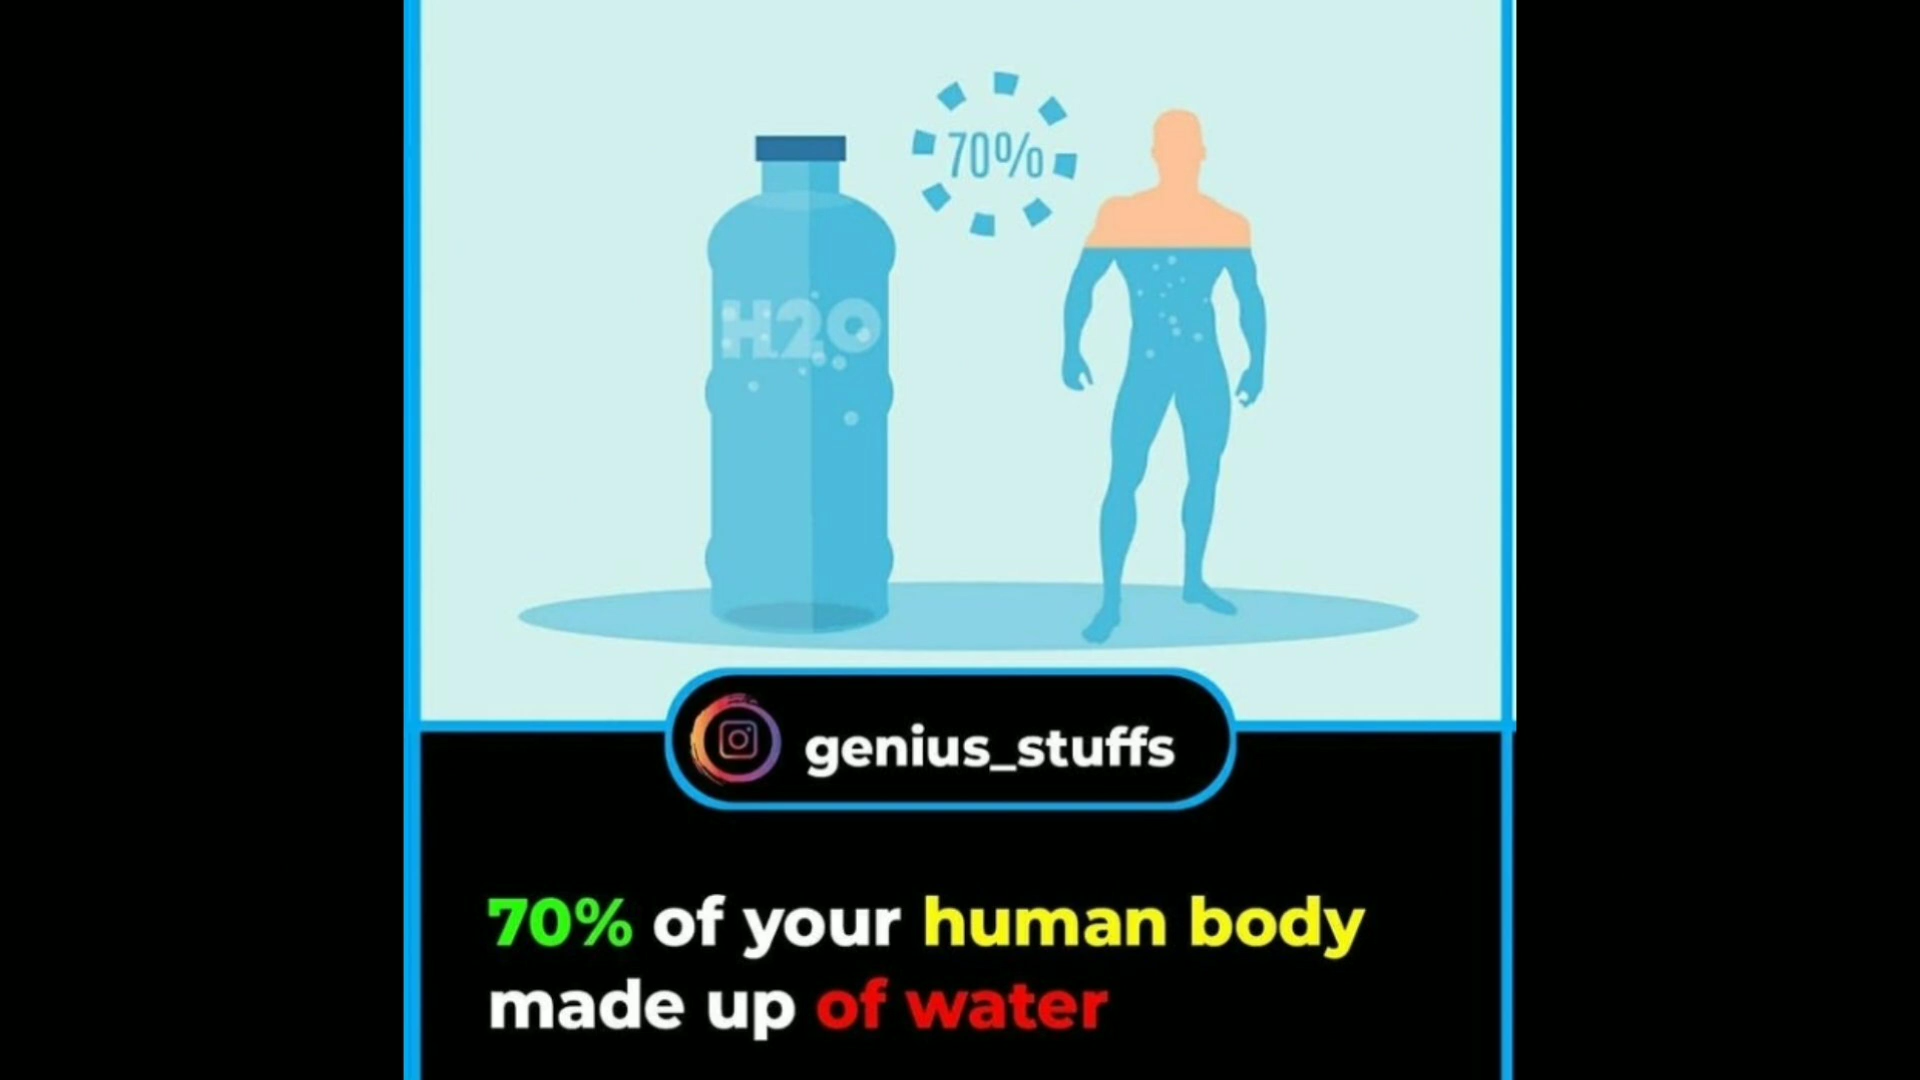 70%
H2O
genius_stuffs
70% of your human body
made up of water